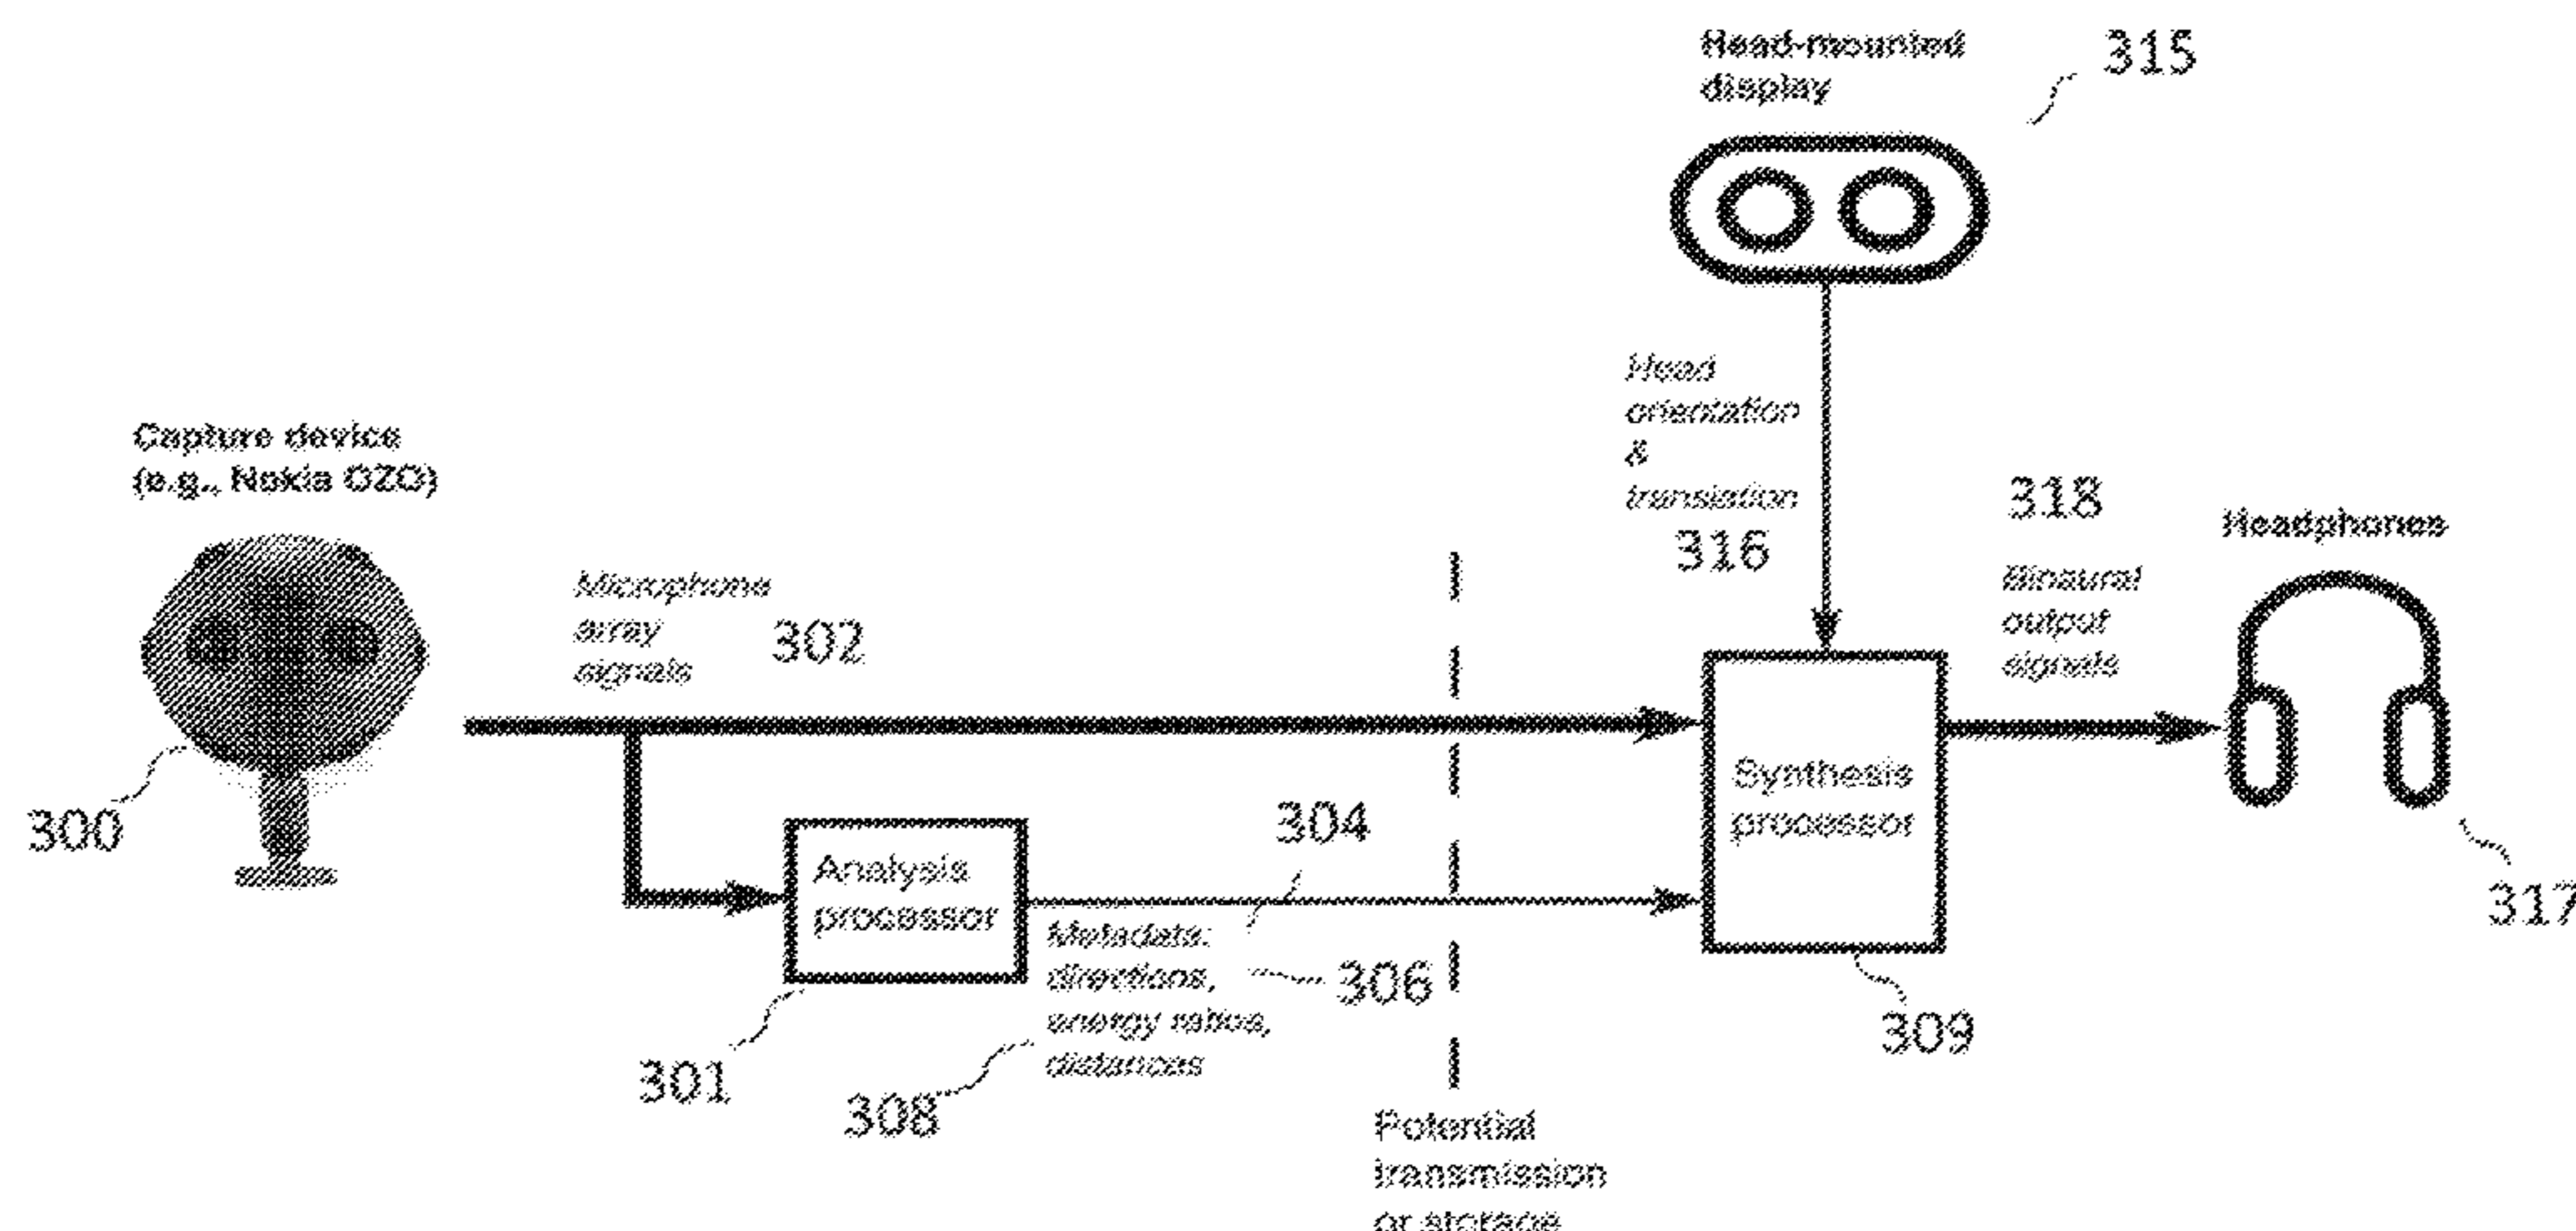 Head-mounted
display
315
Head
orientation
&
translation
316
Capture device
(e.g., Nokia OZO)
300
Microphone
array
signals
302
318
Binaural
output
signals
Headphones
317
Synthesis
processor
309
Analysis
processor
301
304
Metadata:
directions,
306
energy ratios,
distances
308
Potential
transmission
or storage